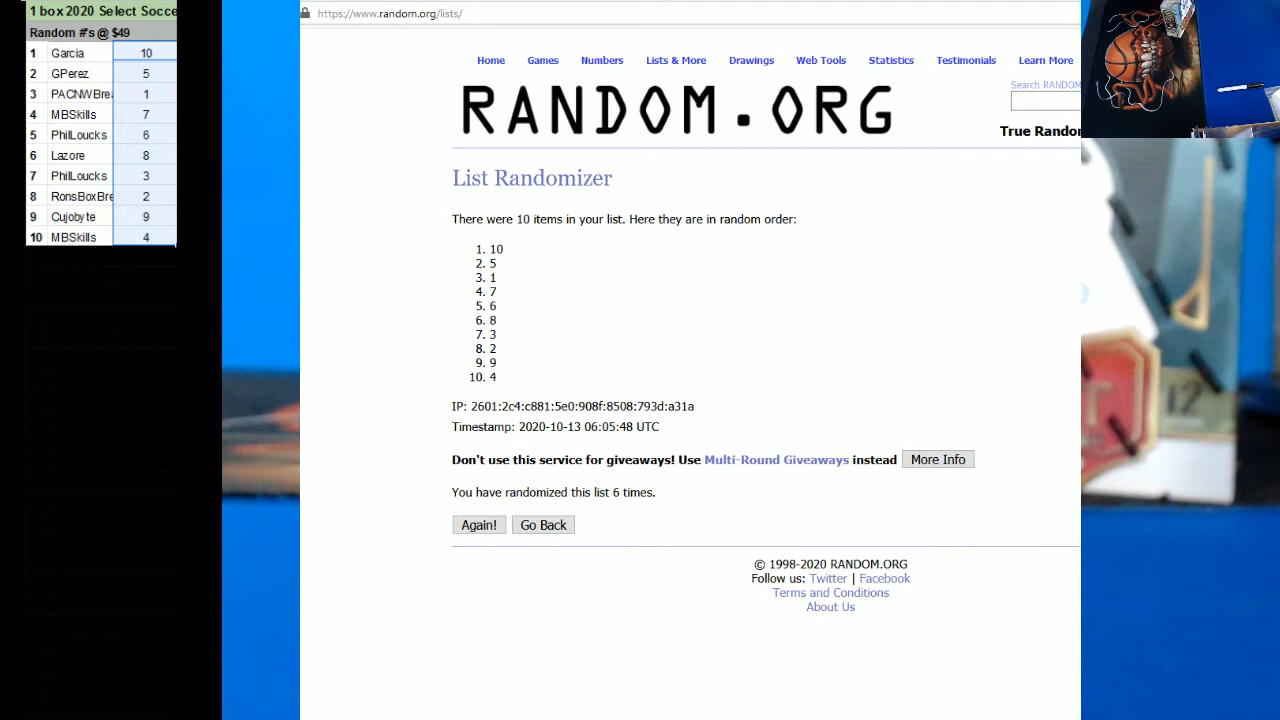 1 box 2020 Select Socce
Random #'s @ $49
1 Garcia 10
2 GPerez 5
3 PACNWBrea 1
4 MBSkills 7
5 PhilLoucks 6
6 Lazore 8
7 PhilLoucks 3
8 RonsBoxBre 2
9 Cujobyte 9
10 MBSkills 4
https://www.random.org/lists/
Home Games Numbers Lists & More Drawings Web Tools Statistics Testimonials Learn More
Search RANDOM
RANDOM.ORG
True Rando
List Randomizer
There were 10 items in your list. Here they are in random order:
1. 10
2. 5
3. 1
4. 7
5. 6
6. 8
7. 3
8. 2
9. 9
10. 4
IP: 2601:2c4:c881:5e0:908f:8508:793d:a31a
Timestamp: 2020-10-13 06:05:48 UTC
Don't use this service for giveaways! Use Multi-Round Giveaways instead More Info
You have randomized this list 6 times.
Again! Go Back
© 1998-2020 RANDOM.ORG
Follow us: Twitter | Facebook
Terms and Conditions
About Us
12